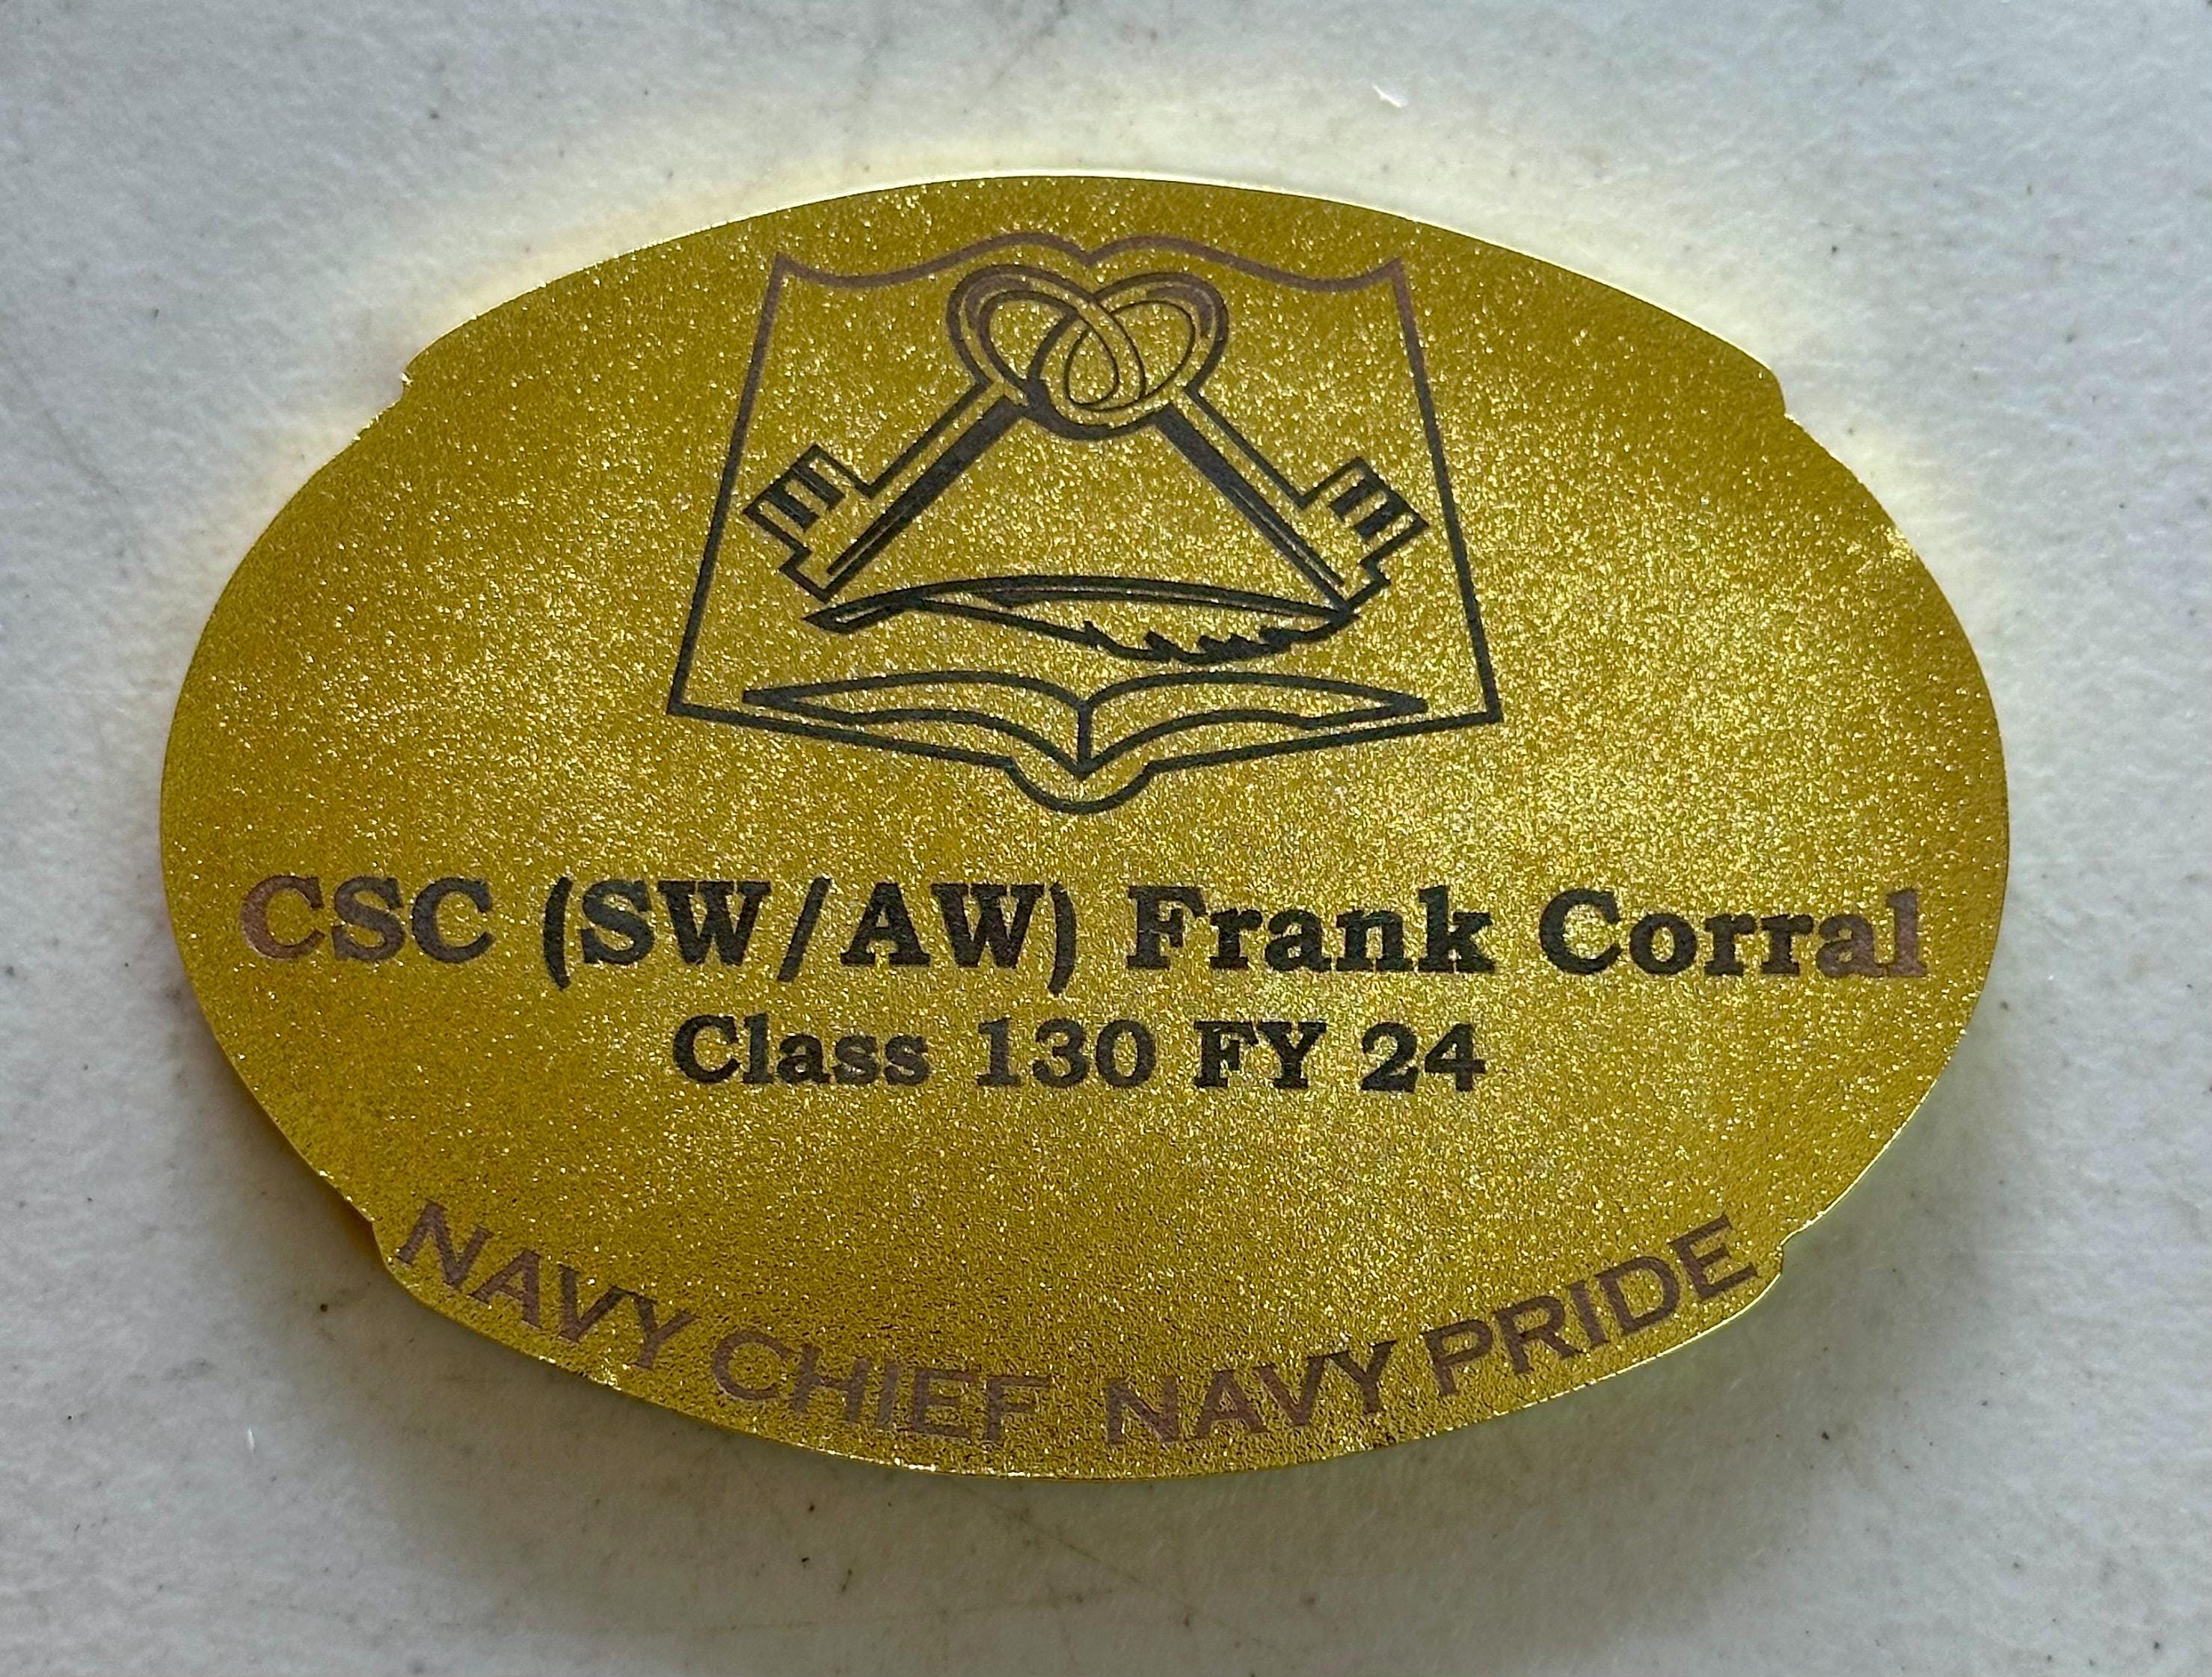 CSC (SW/AW) Frank Corral
Class 130 FY 24
NAVY CHIEF NAVY PRIDE